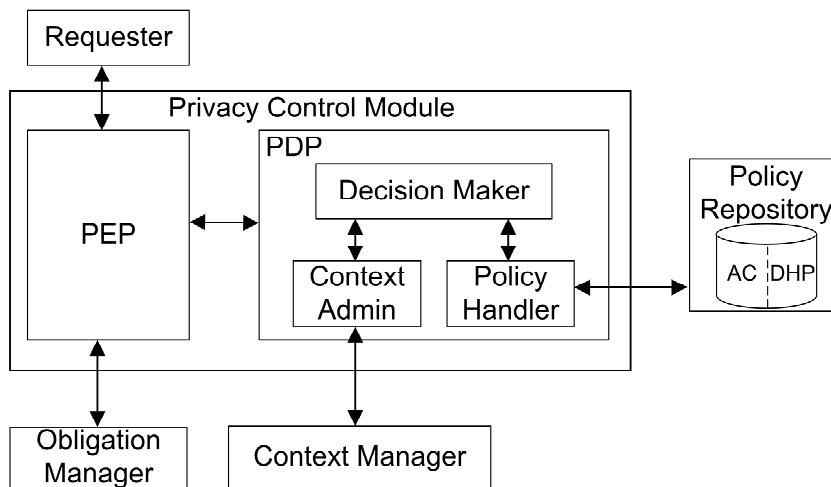 Requester
Privacy Control Module
PEP
PDP
Decision Maker
Context
Admin
Policy
Handler
Policy
Repository
AC
DHP
Obligation
Manager
Context Manager